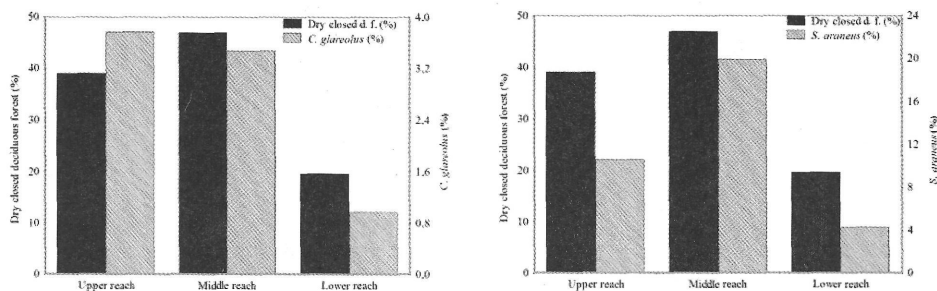 50
40
30
20
10
0
Dry closed deciduous forest (%)
Dry closed d. f. (%)
C. glareolus (%)
4,0
3,2
2,4
1,6
0,8
0,0
C. glareolus (%)
Upper reach Middle reach Lower reach
50
40
30
20
10
0
Dry closed deciduous forest (%)
Dry closed d. f. (%)
S. araneus (%)
24
20
16
12
8
4
0
S. araneus (%)
Upper reach Middle reach Lower reach